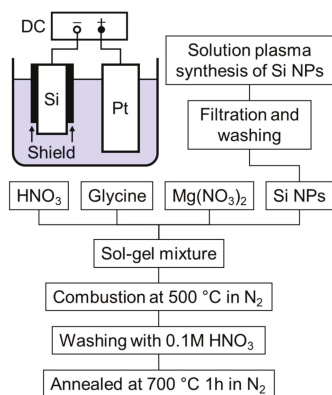 DC
− +
Si
Pt
Shield
Solution plasma
synthesis of Si NPs
Filtration and
washing
HNO₃
Glycine
Mg(NO₃)₂
Si NPs
Sol-gel mixture
Combustion at 500 °C in N₂
Washing with 0.1M HNO₃
Annealed at 700 °C 1h in N₂